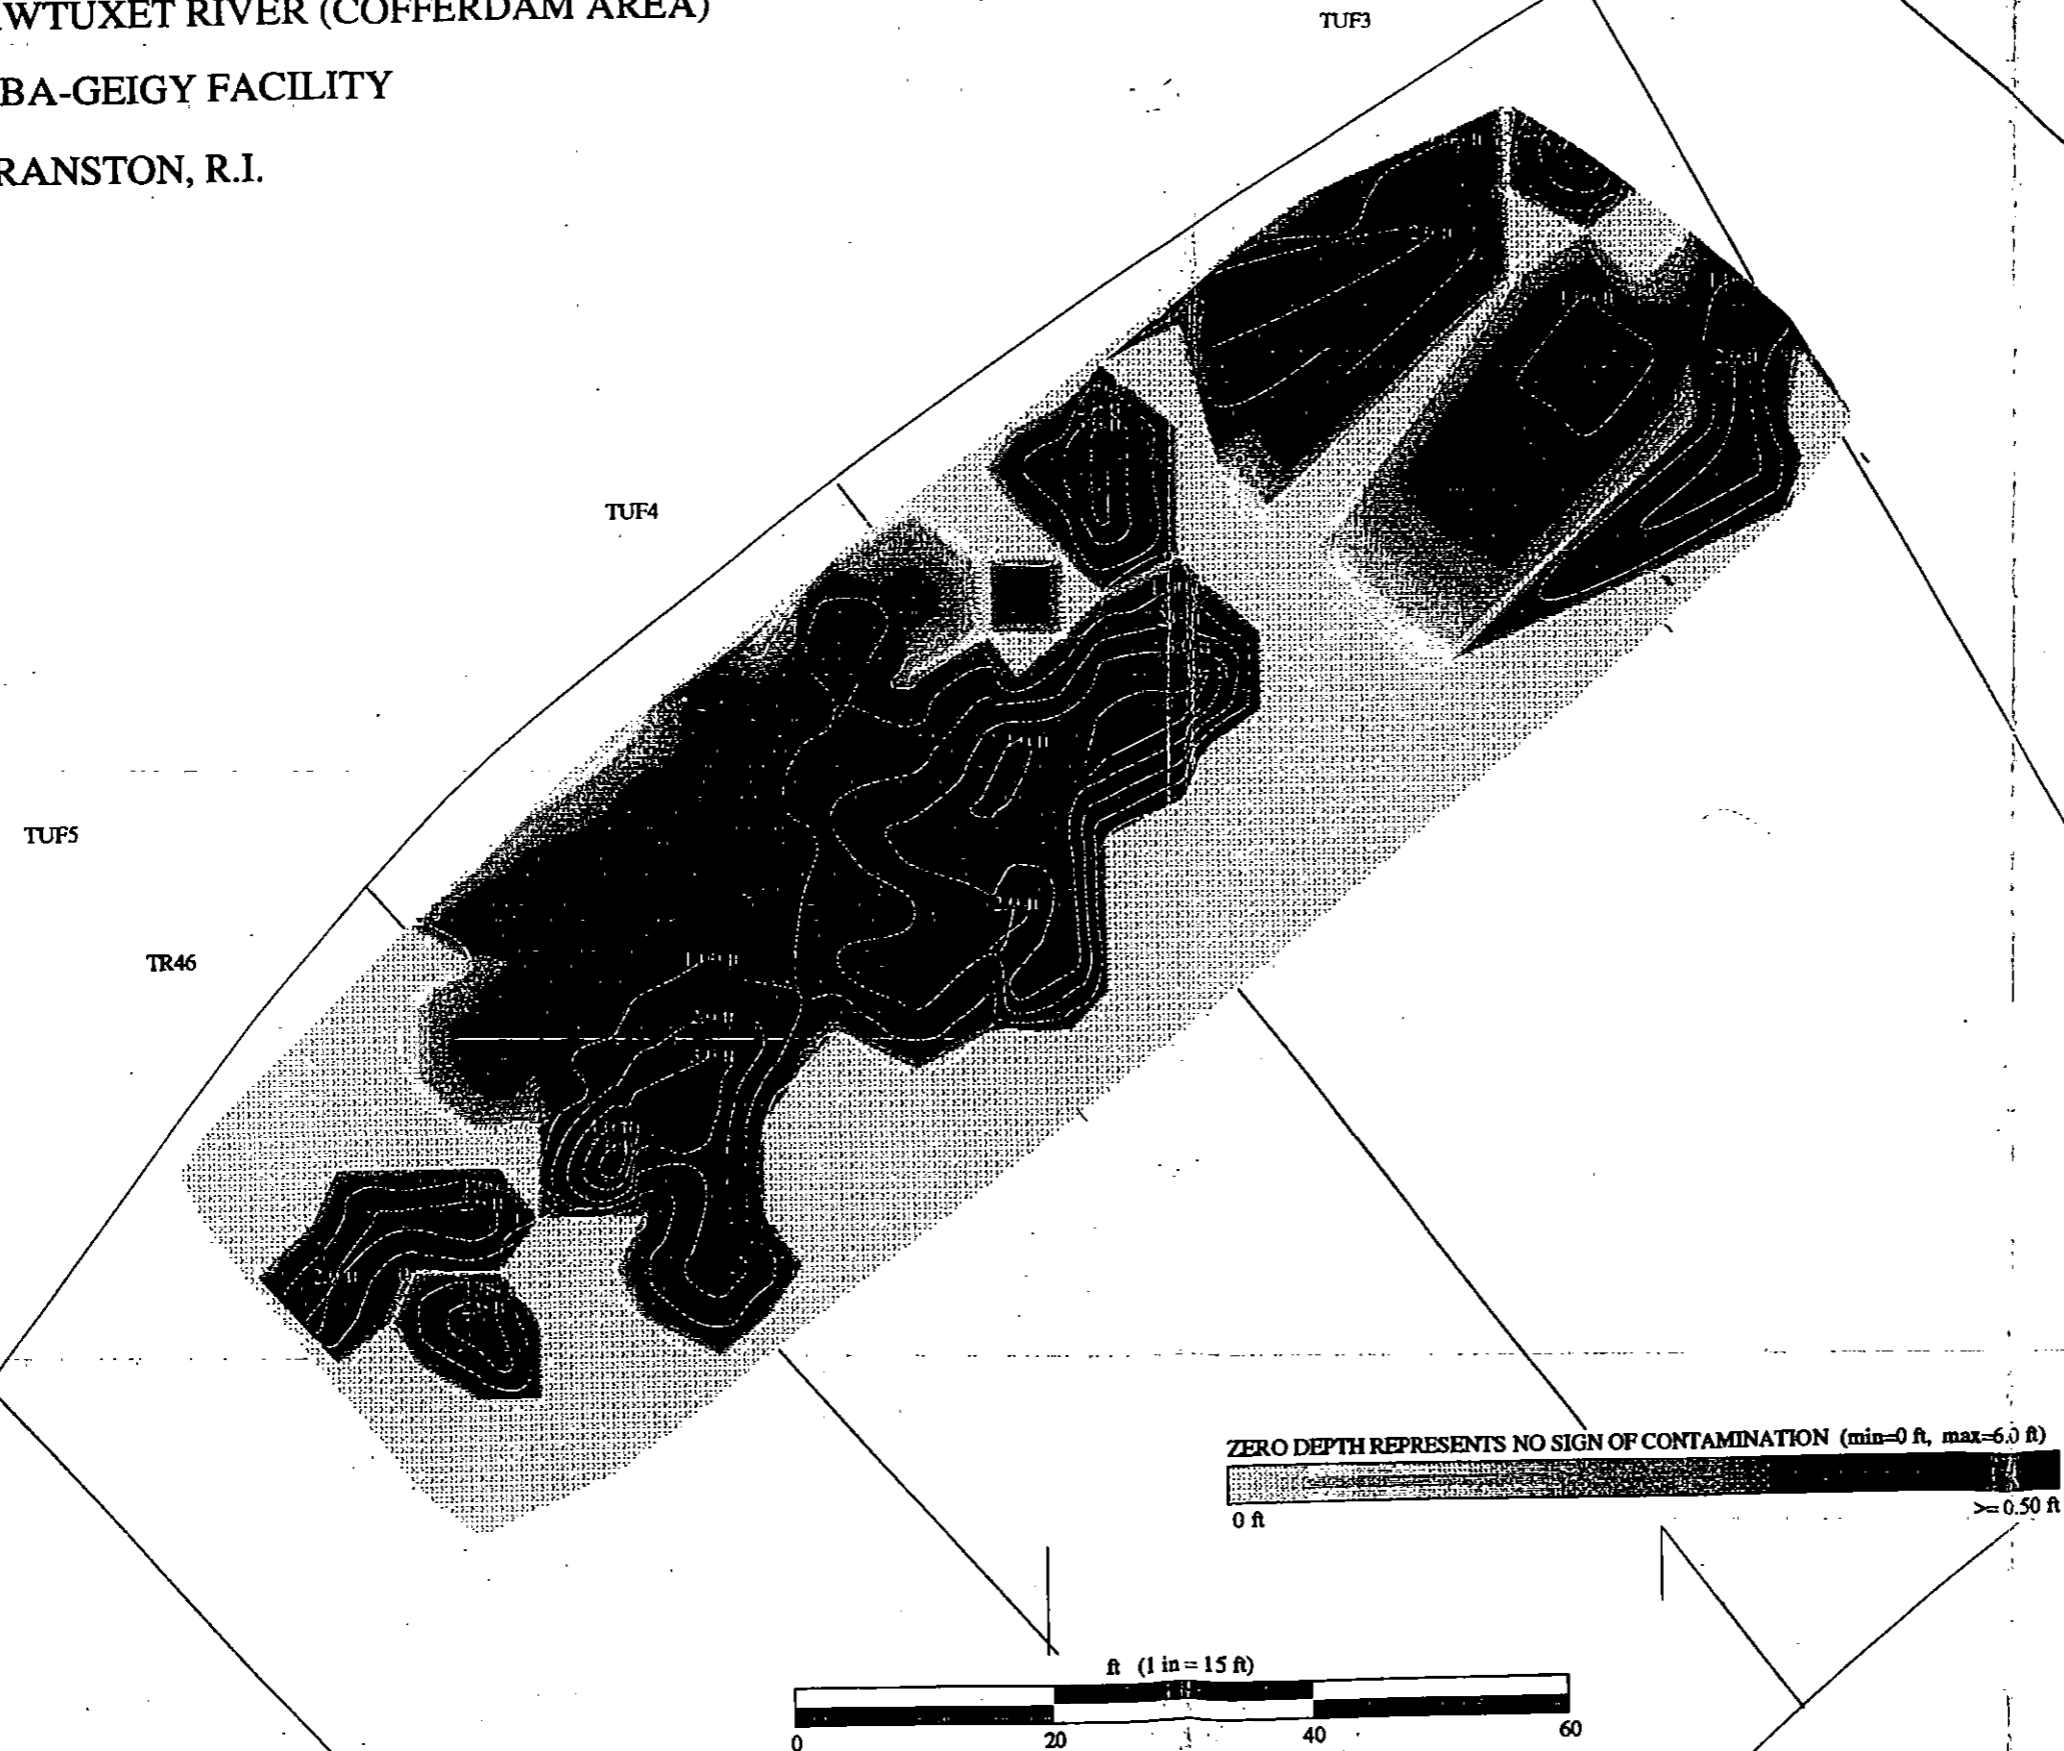 WTUXET RIVER (COFFERDAM AREA)
BA-GEIGY FACILITY
RANSTON, R.I.
TUF3
TUF4
TUF5
TR46
ZERO DEPTH REPRESENTS NO SIGN OF CONTAMINATION (min=0 ft, max=6.0 ft)
0 ft
>= 0.50 ft
ft (1 in = 15 ft)
0
20
40
60